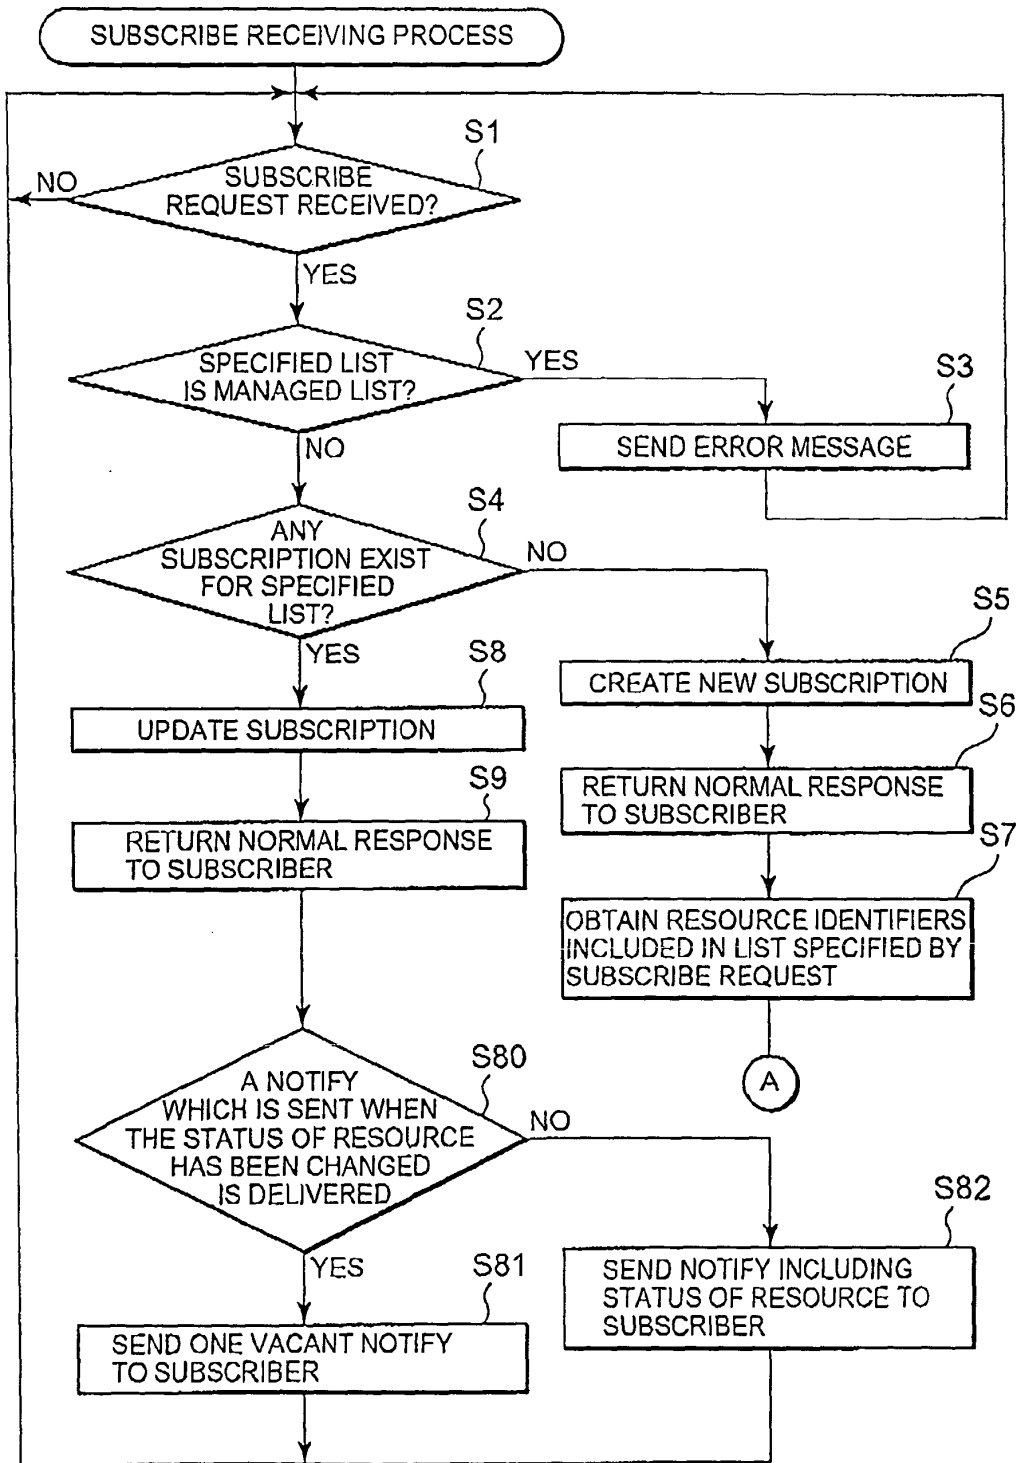 SUBSCRIBE RECEIVING PROCESS
S1
SUBSCRIBE
REQUEST RECEIVED?
NO
YES
S2
SPECIFIED LIST
IS MANAGED LIST?
YES
NO
S3
SEND ERROR MESSAGE
S4
ANY
SUBSCRIPTION EXIST
FOR SPECIFIED
LIST?
NO
YES
S5
CREATE NEW SUBSCRIPTION
S6
RETURN NORMAL RESPONSE
TO SUBSCRIBER
S7
OBTAIN RESOURCE IDENTIFIERS
INCLUDED IN LIST SPECIFIED BY
SUBSCRIBE REQUEST
A
S8
UPDATE SUBSCRIPTION
S9
RETURN NORMAL RESPONSE
TO SUBSCRIBER
S80
A NOTIFY
WHICH IS SENT WHEN
THE STATUS OF RESOURCE
HAS BEEN CHANGED
IS DELIVERED
NO
YES
S81
SEND ONE VACANT NOTIFY
TO SUBSCRIBER
S82
SEND NOTIFY INCLUDING
STATUS OF RESOURCE TO
SUBSCRIBER